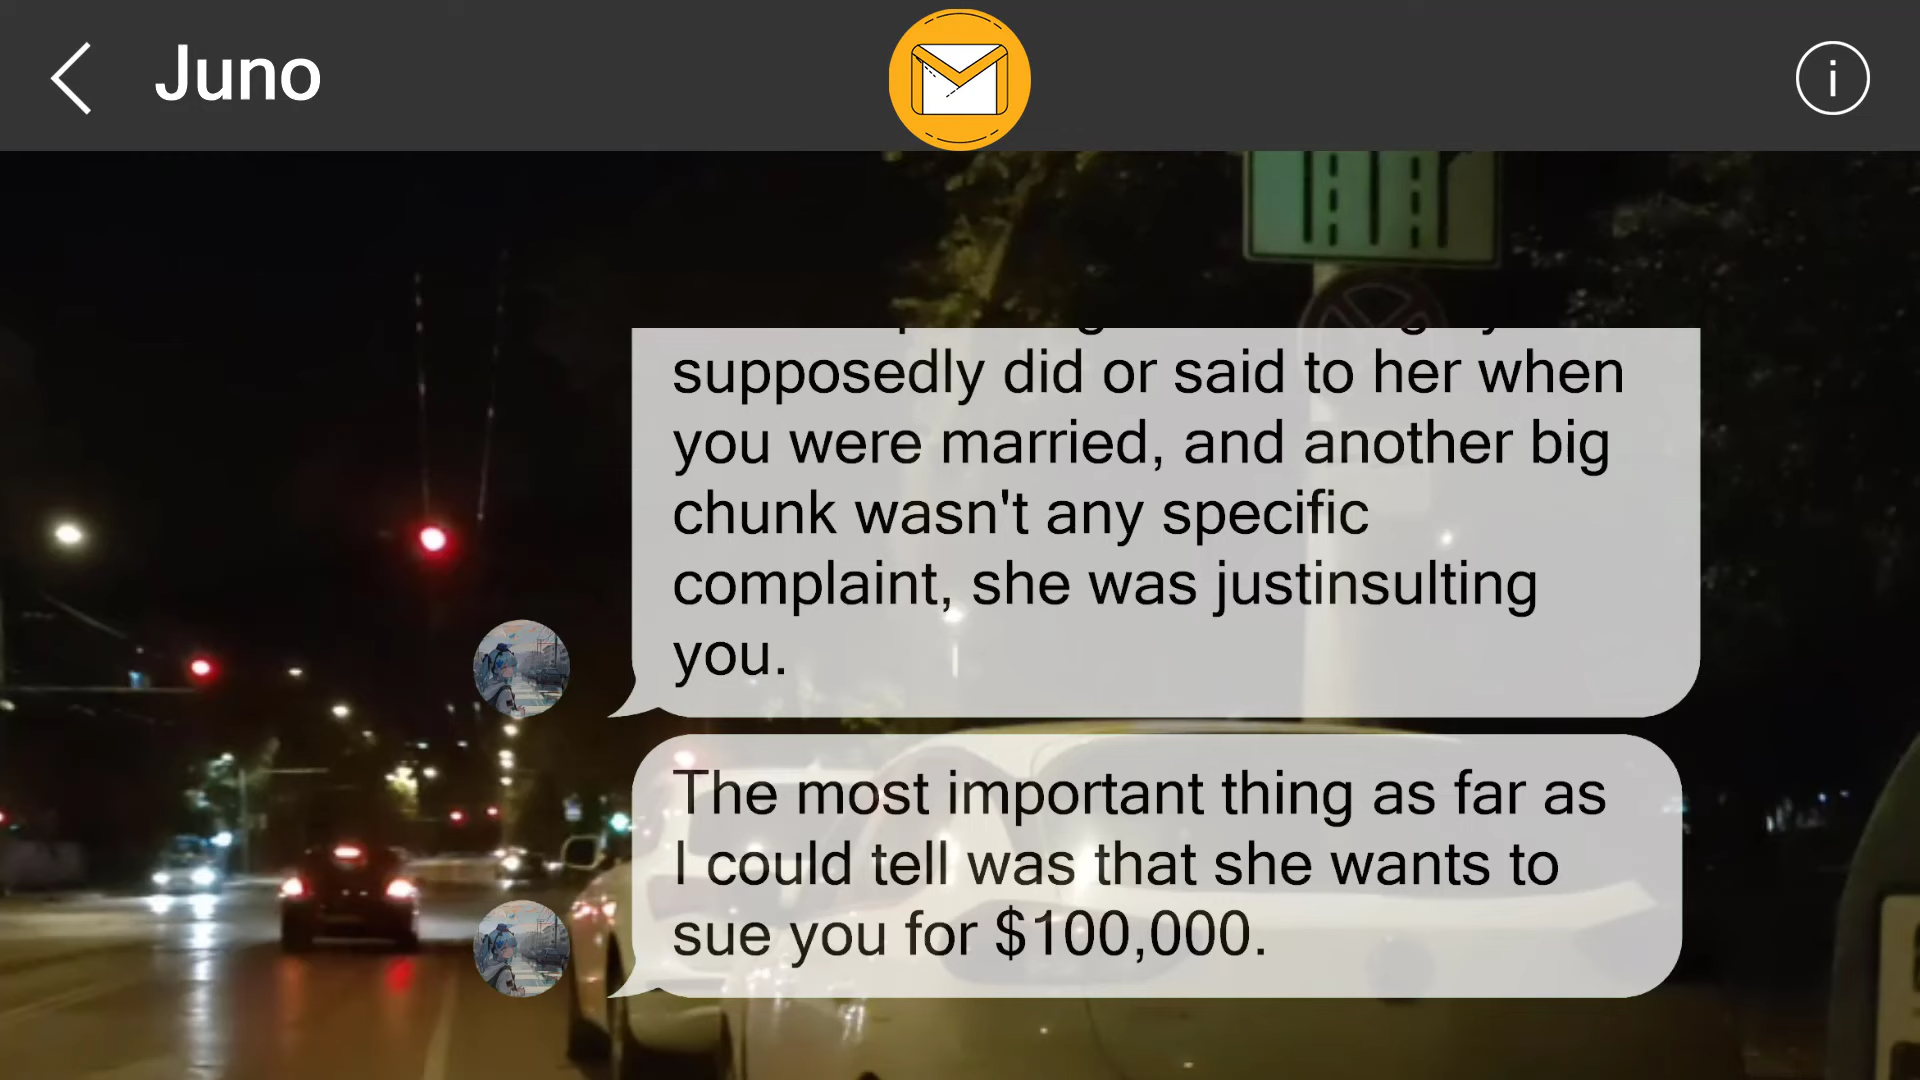 Juno
i
supposedly did or said to her when
you were married, and another big
chunk wasn't any specific
complaint, she was justinsulting
you.
The most important thing as far as
I could tell was that she wants to
sue you for $100,000.